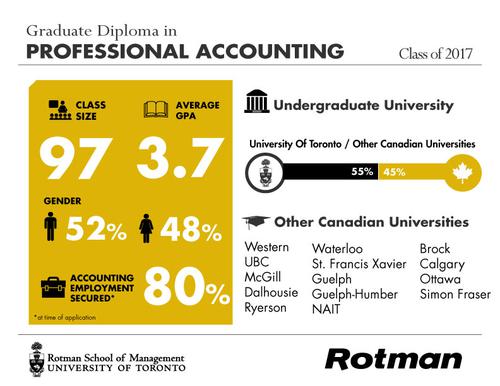 Graduate Diploma in
PROFESSIONAL ACCOUNTING
Class of 2017
CLASS
SIZE
97
AVERAGE
GPA
3.7
GENDER
52%
48%
ACCOUNTING
EMPLOYMENT
SECURED*
80%
*at time of application
Undergraduate University
University Of Toronto / Other Canadian Universities
55% 45%
Other Canadian Universities
Western
UBC
McGill
Dalhousie
Ryerson
Waterloo
St. Francis Xavier
Guelph
Guelph-Humber
NAIT
Brock
Calgary
Ottawa
Simon Fraser
Rotman School of Management
UNIVERSITY OF TORONTO
Rotman